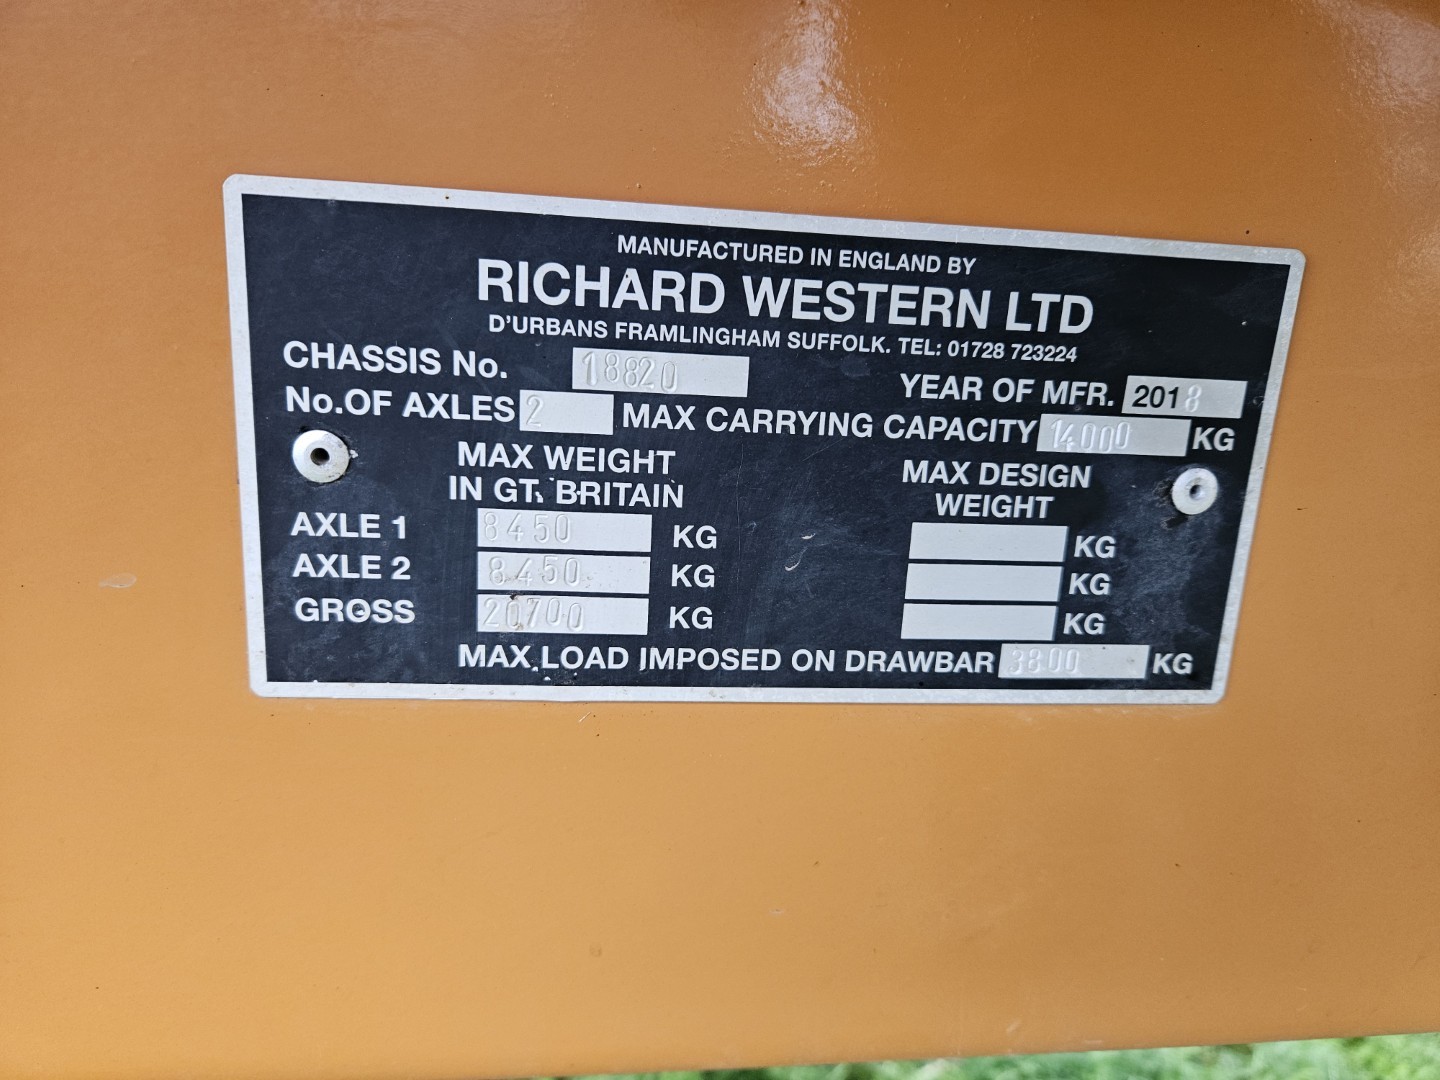 MANUFACTURED IN ENGLAND BY
RICHARD WESTERN LTD
D'URBANS FRAMLINGHAM SUFFOLK. TEL: 01728 723224
CHASSIS No. 18820 YEAR OF MFR. 2018
No.OF AXLES 2 MAX CARRYING CAPACITY 14000 KG
MAX WEIGHT IN GT. BRITAIN MAX DESIGN WEIGHT
AXLE 1 8450 KG KG
AXLE 2 8450 KG KG
GROSS 20700 KG KG
MAX. LOAD IMPOSED ON DRAWBAR 3800 KG